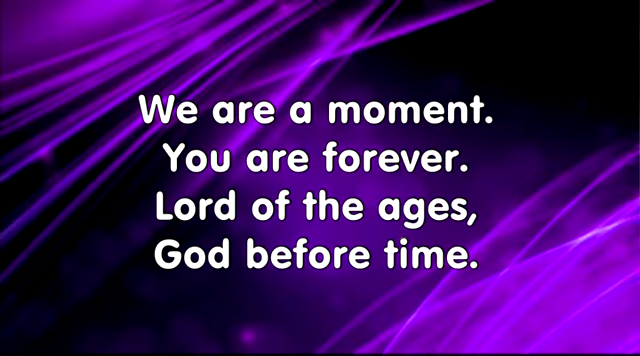 We are a moment.
You are forever.
Lord of the ages,
God before time.